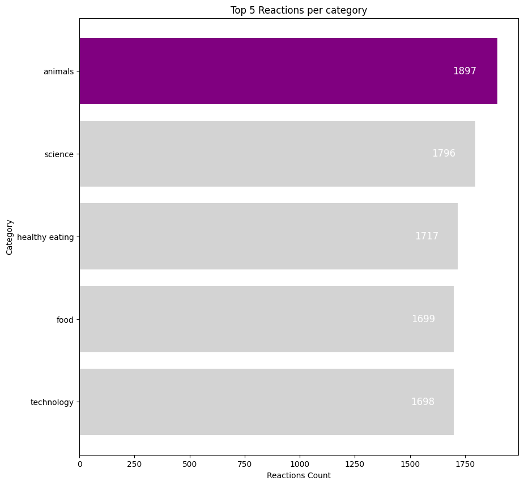 Top 5 Reactions per category
animals
1897
science
1796
healthy eating
1717
food
1699
technology
1698
Category
0 250 500 750 1000 1250 1500 1750
Reactions Count